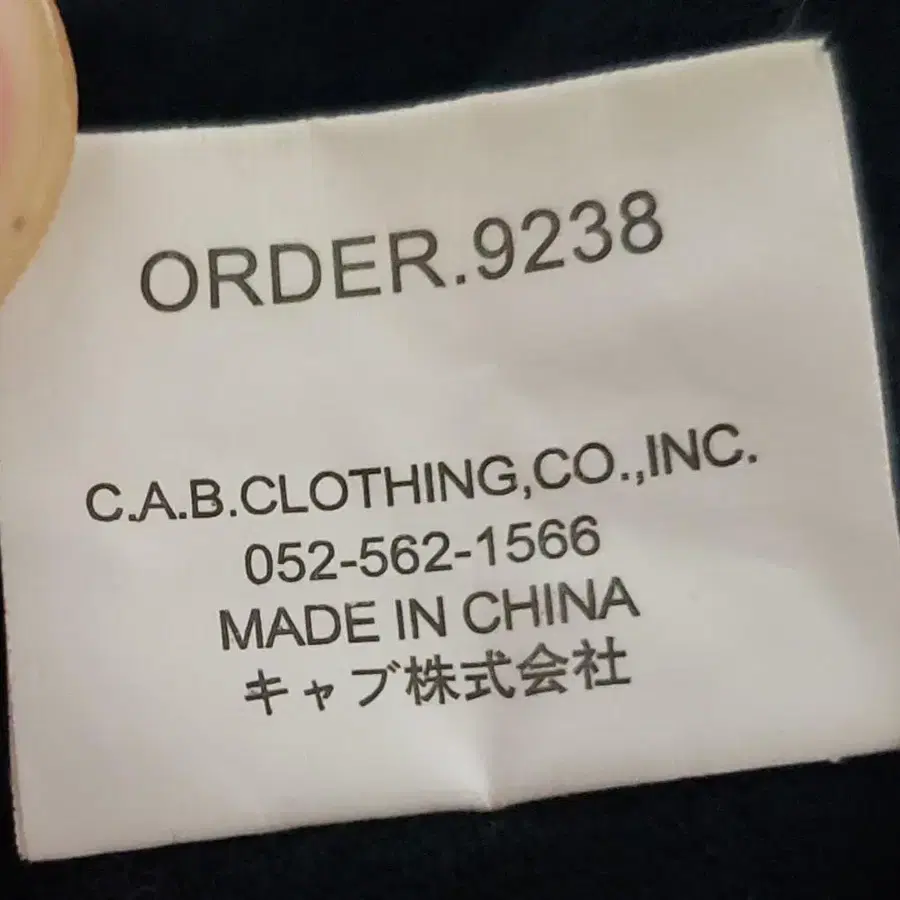 ORDER.9238
C.A.B.CLOTHING,CO.,INC.
052-562-1566
MADE IN CHINA
キャブ株式会社